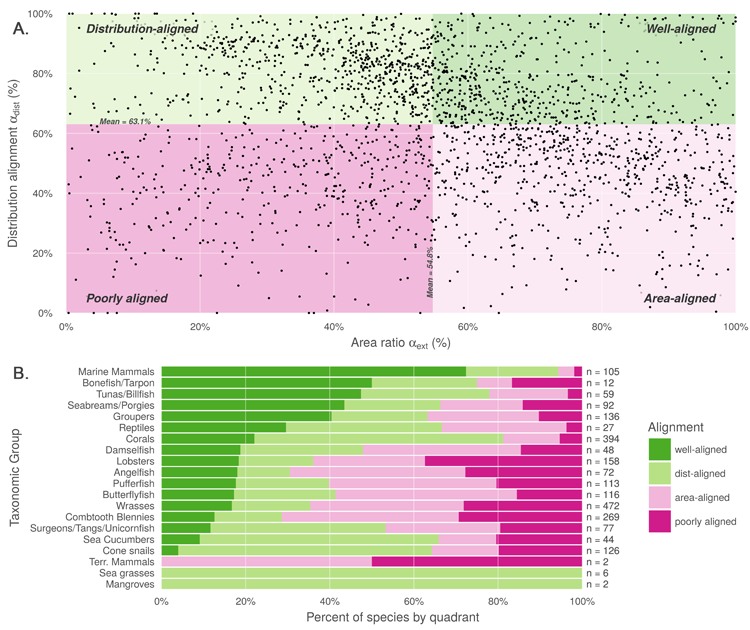 A.
100%
80%
60%
40%
20%
0%
Distribution alignment αdist (%)
Distribution-aligned
Well-aligned
Mean = 63.1%
Mean = 54.8%
Poorly aligned
Area-aligned
0%
20%
40%
60%
80%
100%
Area ratio αext (%)
B.
Taxonomic Group
Marine Mammals n = 105
Bonefish/Tarpon n = 12
Tunas/Billfish n = 59
Seabreams/Porgies n = 92
Groupers n = 136
Reptiles n = 27
Corals n = 394
Damselfish n = 48
Lobsters n = 158
Angelfish n = 72
Pufferfish n = 113
Butterflyfish n = 116
Wrasses n = 472
Combtooth Blennies n = 269
Surgeons/Tangs/Unicornfish n = 77
Sea Cucumbers n = 44
Cone snails n = 126
Terr. Mammals n = 2
Sea grasses n = 6
Mangroves n = 2
0%
20%
40%
60%
80%
100%
Percent of species by quadrant
Alignment
well-aligned
dist-aligned
area-aligned
poorly aligned